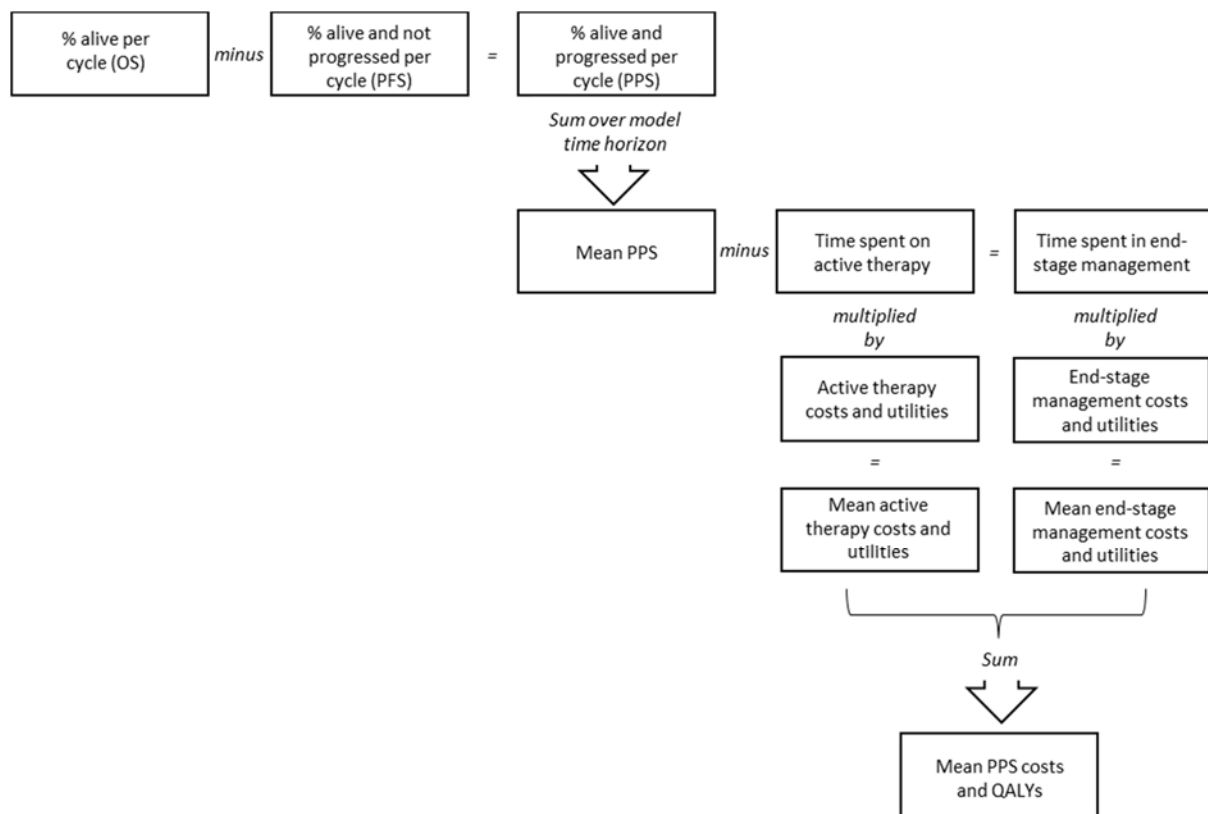 % alive per
cycle (OS)
minus
% alive and not
progressed per
cycle (PFS)
=
% alive and
progressed per
cycle (PPS)
Sum over model
time horizon
Mean PPS
minus
Time spent on
active therapy
=
Time spent in end-
stage management
multiplied
by
multiplied
by
Active therapy
costs and utilities
End-stage
management costs
and utilities
=
=
Mean active
therapy costs and
utilities
Mean end-stage
management costs
and utilities
Sum
Mean PPS costs
and QALYs